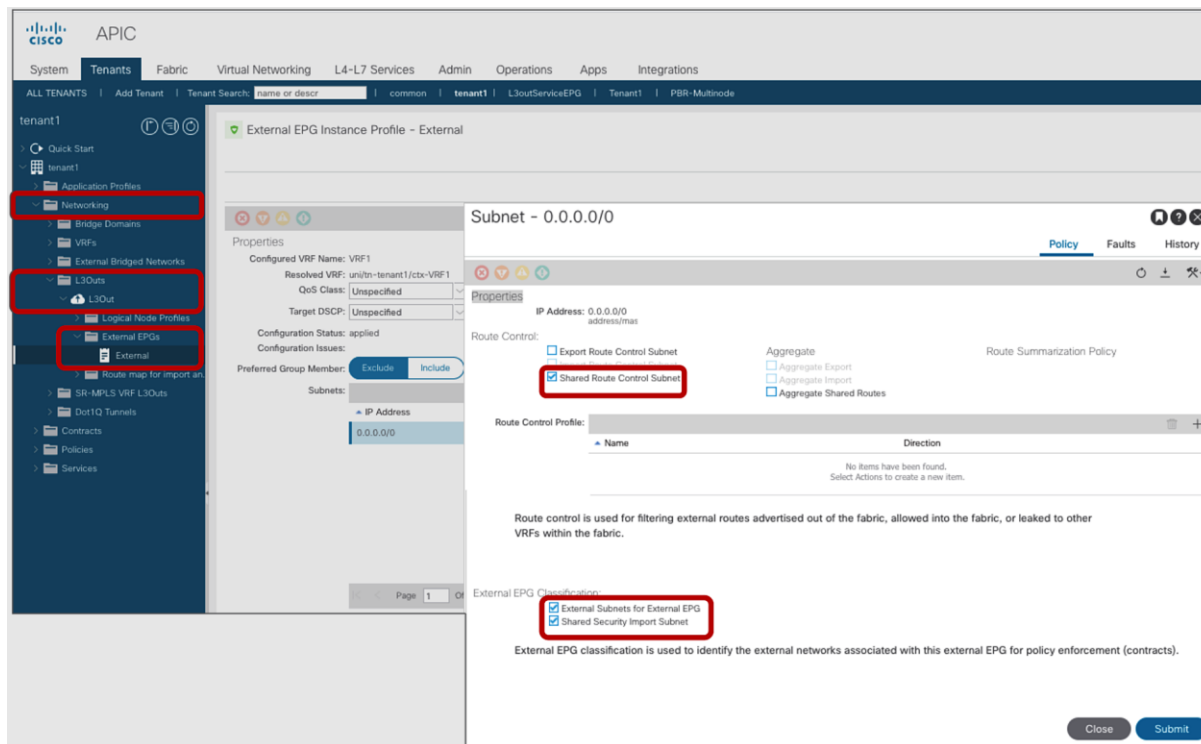 cisco APIC
System Tenants Fabric Virtual Networking L4-L7 Services Admin Operations Apps Integrations
ALL TENANTS | Add Tenant | Tenant Search: name or descr | common | tenant1 | L3outServiceEPG | Tenant1 | PBR-Multinode
tenant1
Quick Start
tenant1
Application Profiles
Networking
Bridge Domains
VRFs
External Bridged Networks
L3Outs
L3Out
Logical Node Profiles
External EPGs
External
Route map for import an
SR-MPLS VRF L3Outs
Dot1Q Tunnels
Contracts
Policies
Services
External EPG Instance Profile - External
Properties
Configured VRF Name: VRF1
Resolved VRF: uni/tn-tenant1/ctx-VRF1
QoS Class: Unspecified
Target DSCP: Unspecified
Configuration Status: applied
Configuration Issues:
Preferred Group Member: Exclude Include
Subnets:
IP Address
0.0.0.0/0
Page 1 Of
Subnet - 0.0.0.0/0
Policy Faults History
Properties
IP Address: 0.0.0.0/0
address/mas
Route Control:
Export Route Control Subnet
Import Route Control Subnet
Shared Route Control Subnet
Aggregate
Aggregate Export
Aggregate Import
Aggregate Shared Routes
Route Summarization Policy
Route Control Profile:
Name Direction
No items have been found.
Select Actions to create a new item.
Route control is used for filtering external routes advertised out of the fabric, allowed into the fabric, or leaked to other
VRFs within the fabric.
External EPG Classification:
External Subnets for External EPG
Shared Security Import Subnet
External EPG classification is used to identify the external networks associated with this external EPG for policy enforcement (contracts).
Close Submit